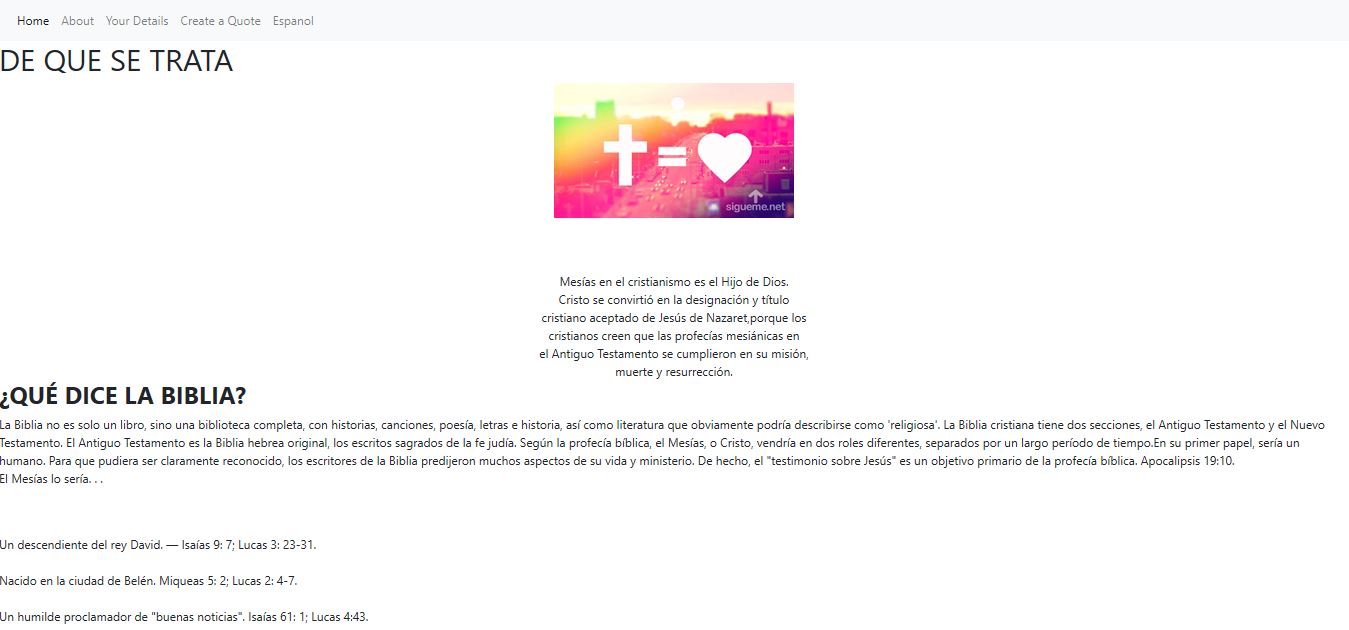 Home About Your Details Create a Quote Espanol
DE QUE SE TRATA
sigueme.net
Mesías en el cristianismo es el Hijo de Dios.
Cristo se convirtió en la designación y título
cristiano aceptado de Jesús de Nazaret,porque los
cristianos creen que las profecías mesiánicas en
el Antiguo Testamento se cumplieron en su misión,
muerte y resurrección.
¿QUÉ DICE LA BIBLIA?
La Biblia no es solo un libro, sino una biblioteca completa, con historias, canciones, poesía, letras e historia, así como literatura que obviamente podría describirse como 'religiosa'. La Biblia cristiana tiene dos secciones, el Antiguo Testamento y el Nuevo
Testamento. El Antiguo Testamento es la Biblia hebrea original, los escritos sagrados de la fe judía. Según la profecía bíblica, el Mesías, o Cristo, vendría en dos roles diferentes, separados por un largo período de tiempo.En su primer papel, sería un
humano. Para que pudiera ser claramente reconocido, los escritores de la Biblia predijeron muchos aspectos de su vida y ministerio. De hecho, el "testimonio sobre Jesús" es un objetivo primario de la profecía bíblica. Apocalipsis 19:10.
El Mesías lo sería. . .
Un descendiente del rey David. — Isaías 9: 7; Lucas 3: 23-31.
Nacido en la ciudad de Belén. Miqueas 5: 2; Lucas 2: 4-7.
Un humilde proclamador de "buenas noticias". Isaías 61: 1; Lucas 4:43.